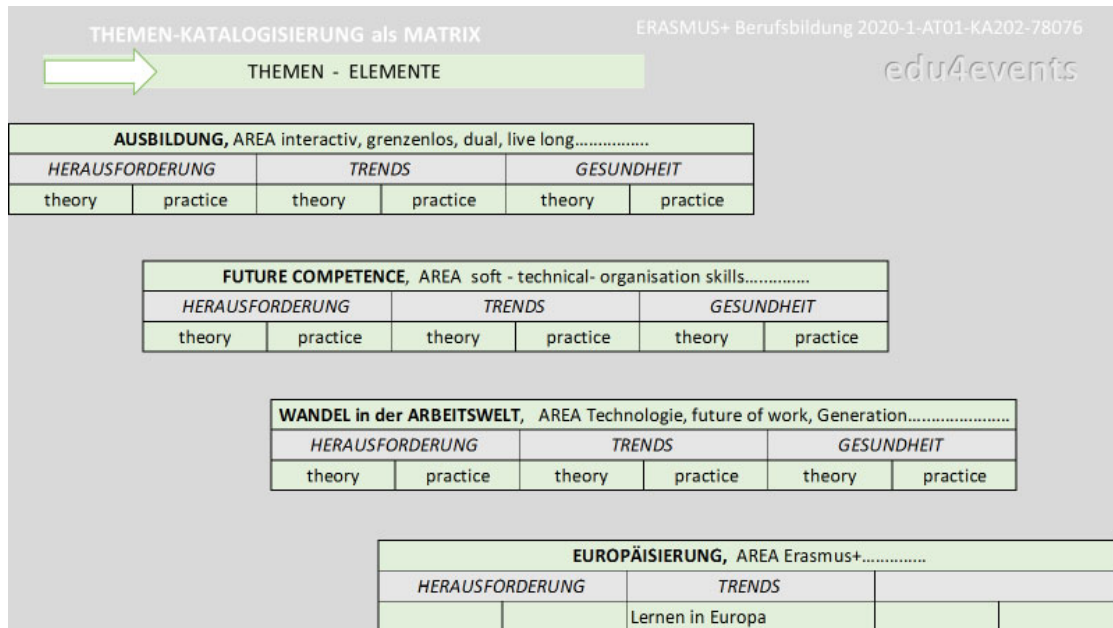 THEMEN-KATALOGISIERUNG als MATRIX
ERASMUS+ Berufsbildung 2020-1-AT01-KA202-78076
THEMEN - ELEMENTE
edu4events
AUSBILDUNG, AREA interactiv, grenzenlos, dual, live long................
HERAUSFORDERUNG TRENDS GESUNDHEIT
theory practice theory practice theory practice
FUTURE COMPETENCE, AREA soft - technical- organisation skills..............
HERAUSFORDERUNG TRENDS GESUNDHEIT
theory practice theory practice theory practice
WANDEL in der ARBEITSWELT, AREA Technologie, future of work, Generation......................
HERAUSFORDERUNG TRENDS GESUNDHEIT
theory practice theory practice theory practice
EUROPÄISIERUNG, AREA Erasmus+..............
HERAUSFORDERUNG TRENDS
Lernen in Europa